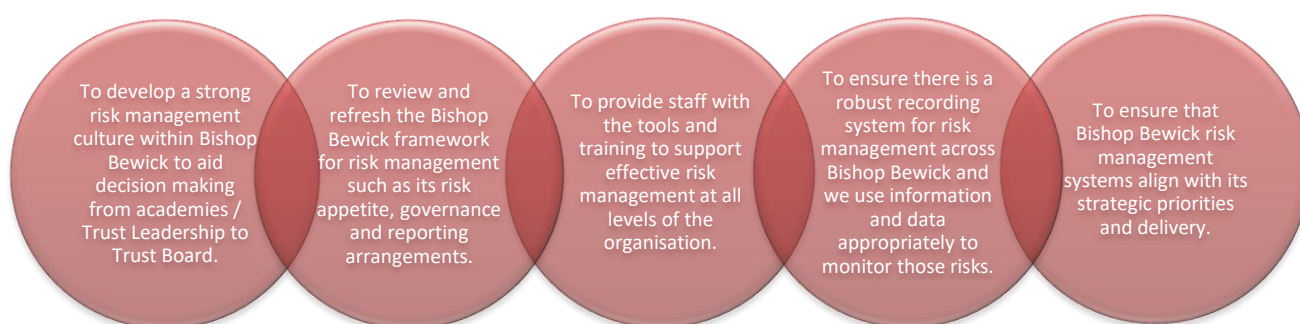 To develop a strong
risk management
culture within Bishop
Bewick to aid
decision making
from academies /
Trust Leadership to
Trust Board.
To review and
refresh the Bishop
Bewick framework
for risk management
such as its risk
appetite, governance
and reporting
arrangements.
To provide staff with
the tools and
training to support
effective risk
management at all
levels of the
organisation.
To ensure there is a
robust recording
system for risk
management across
Bishop Bewick and
we use information
and data
appropriately to
monitor those risks.
To ensure that
Bishop Bewick risk
management
systems align with its
strategic priorities
and delivery.